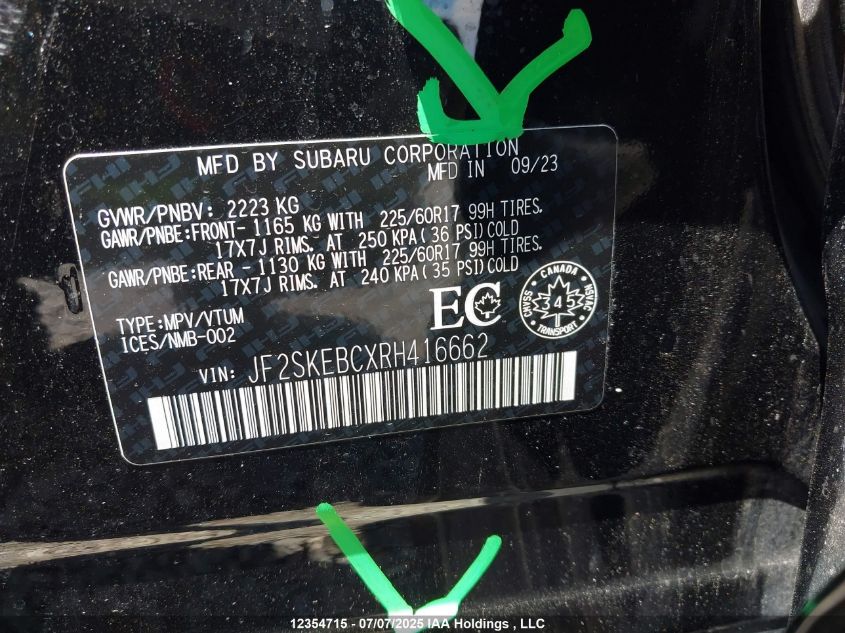 MFD BY SUBARU CORPORATION
MFD IN 09/23
GVWR/PNBV: 2223 KG
GAWR/PNBE:FRONT- 1165 KG WITH 225/60R17 99H TIRES.
17X7J RIMS. AT 250 KPA(36 PSI)COLD
GAWR/PNBE:REAR - 1130 KG WITH 225/60R17 99H TIRES.
17X7J RIMS. AT 240 KPA(35 PSI)COLD
TYPE:MPV/VTUM
ICES/NMB-002
EC
CANADA
CMVSS
345
NSVAC
TRANSPORT
VIN: JF2SKEBCXRH416662
12354715 - 07/07/2025 IAA Holdings , LLC